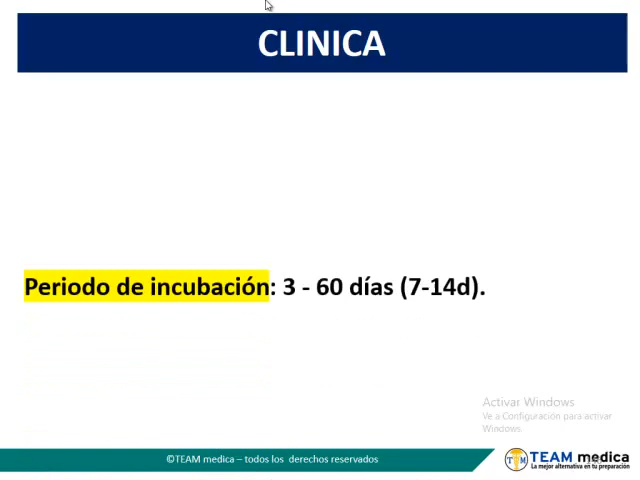 CLINICA
Periodo de incubación: 3 - 60 días (7-14d).
Activar Windows
Ve a Configuración para activar
Windows.
©TEAM medica – todos los derechos reservados
TM
TEAM medica
La mejor alternativa en tu preparación